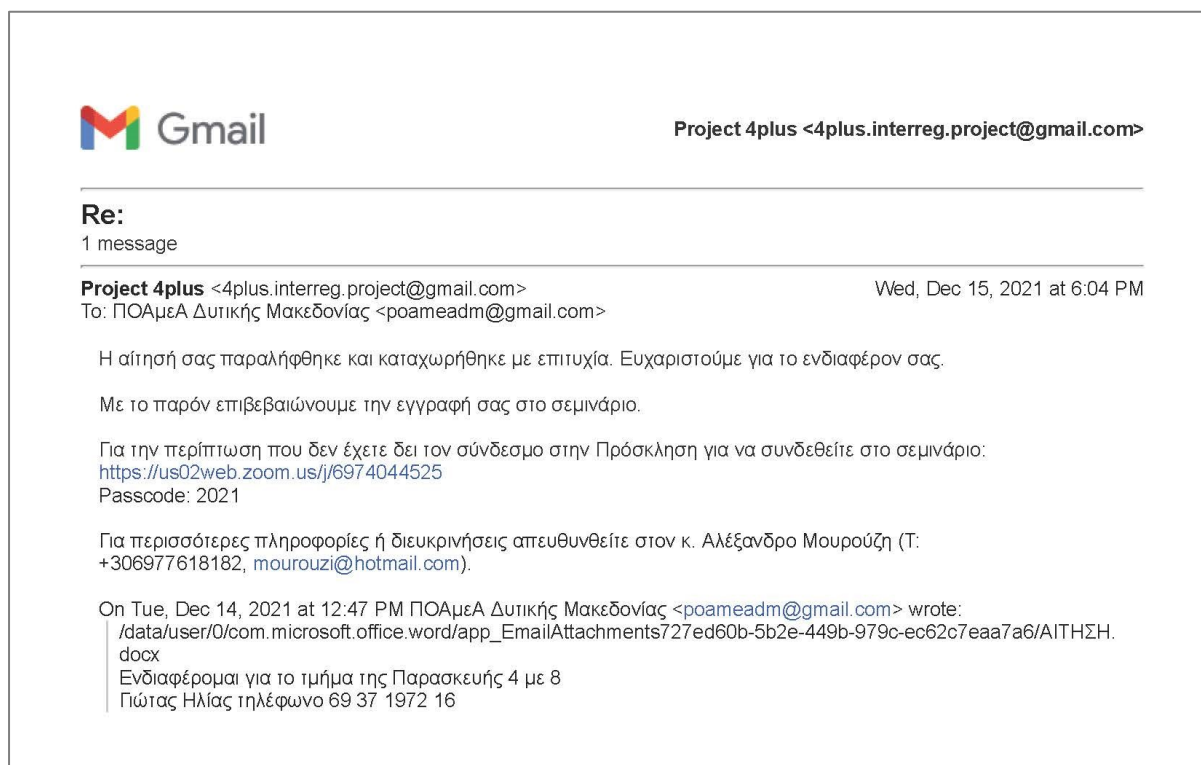 Gmail
Project 4plus <4plus.interreg.project@gmail.com>
Re:
1 message
Project 4plus <4plus.interreg.project@gmail.com>
Wed, Dec 15, 2021 at 6:04 PM
To: ΠΟΑμεΑ Δυτικής Μακεδονίας <poameadm@gmail.com>
Η αίτησή σας παραλήφθηκε και καταχωρήθηκε με επιτυχία. Ευχαριστούμε για το ενδιαφέρον σας.
Με το παρόν επιβεβαιώνουμε την εγγραφή σας στο σεμινάριο.
Για την περίπτωση που δεν έχετε δει τον σύνδεσμο στην Πρόσκληση για να συνδεθείτε στο σεμινάριο:
https://us02web.zoom.us/j/6974044525
Passcode: 2021
Για περισσότερες πληροφορίες ή διευκρινήσεις απευθυνθείτε στον κ. Αλέξανδρο Μουρούζη (Τ:
+306977618182, mourouzi@hotmail.com).
On Tue, Dec 14, 2021 at 12:47 PM ΠΟΑμεΑ Δυτικής Μακεδονίας <poameadm@gmail.com> wrote:
/data/user/0/com.microsoft.office.word/app_EmailAttachments727ed60b-5b2e-449b-979c-ec62c7eaa7a6/ΑΙΤΗΣΗ.
docx
Ενδιαφέρομαι για το τμήμα της Παρασκευής 4 με 8
Γιώτας Ηλίας τηλέφωνο 69 37 1972 16